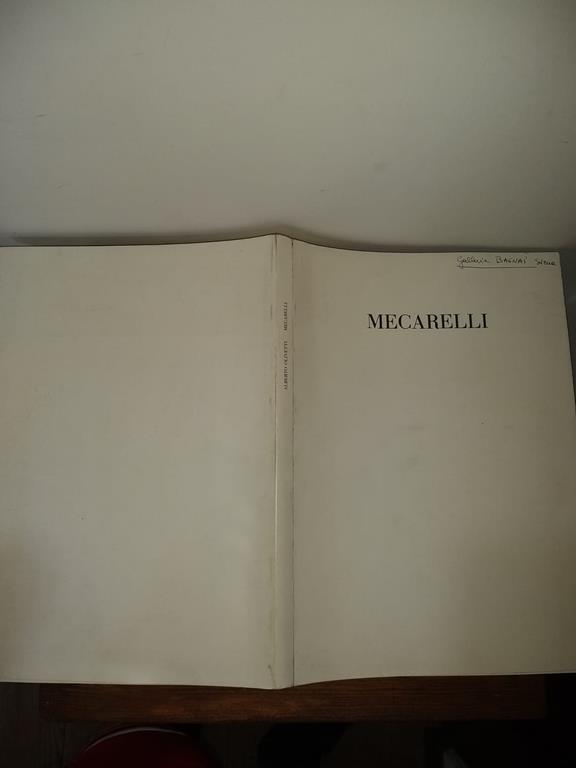 Galleria BAGNAI Siena
MECARELLI
ALBERTO OLIVETTI MECARELLI